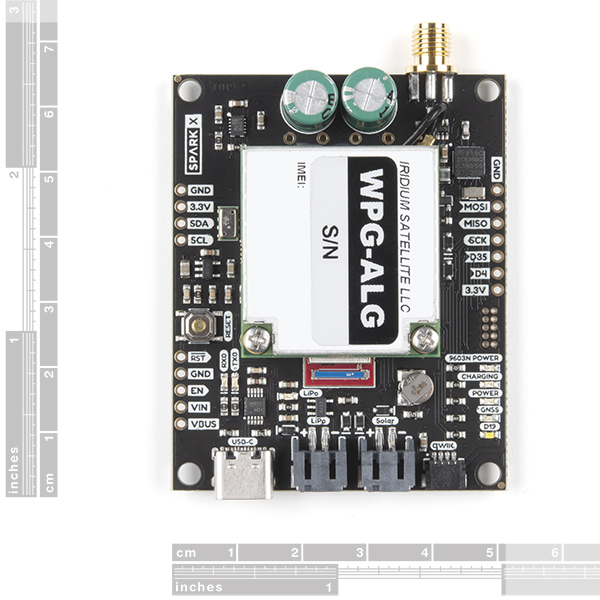 SPARK X
GND
3.3V
SDA
SCL
IMEI:
S/N
WPG-ALG
IRIDIUM SATELLITE LLC
GND
MOSI
MISO
SCK
D35
D4
3.3V
RESET
RST
GND
EN
VIN
VBUS
RX0
TX0
LiPo
LiPo
Solar
USB-C
QWIIC
9603N POWER
CHARGING
POWER
GNSS
D19
inches 1 2 3
cm 1 2 3 4 5 6 7
cm 1 2 3 4 5 6
inches 1